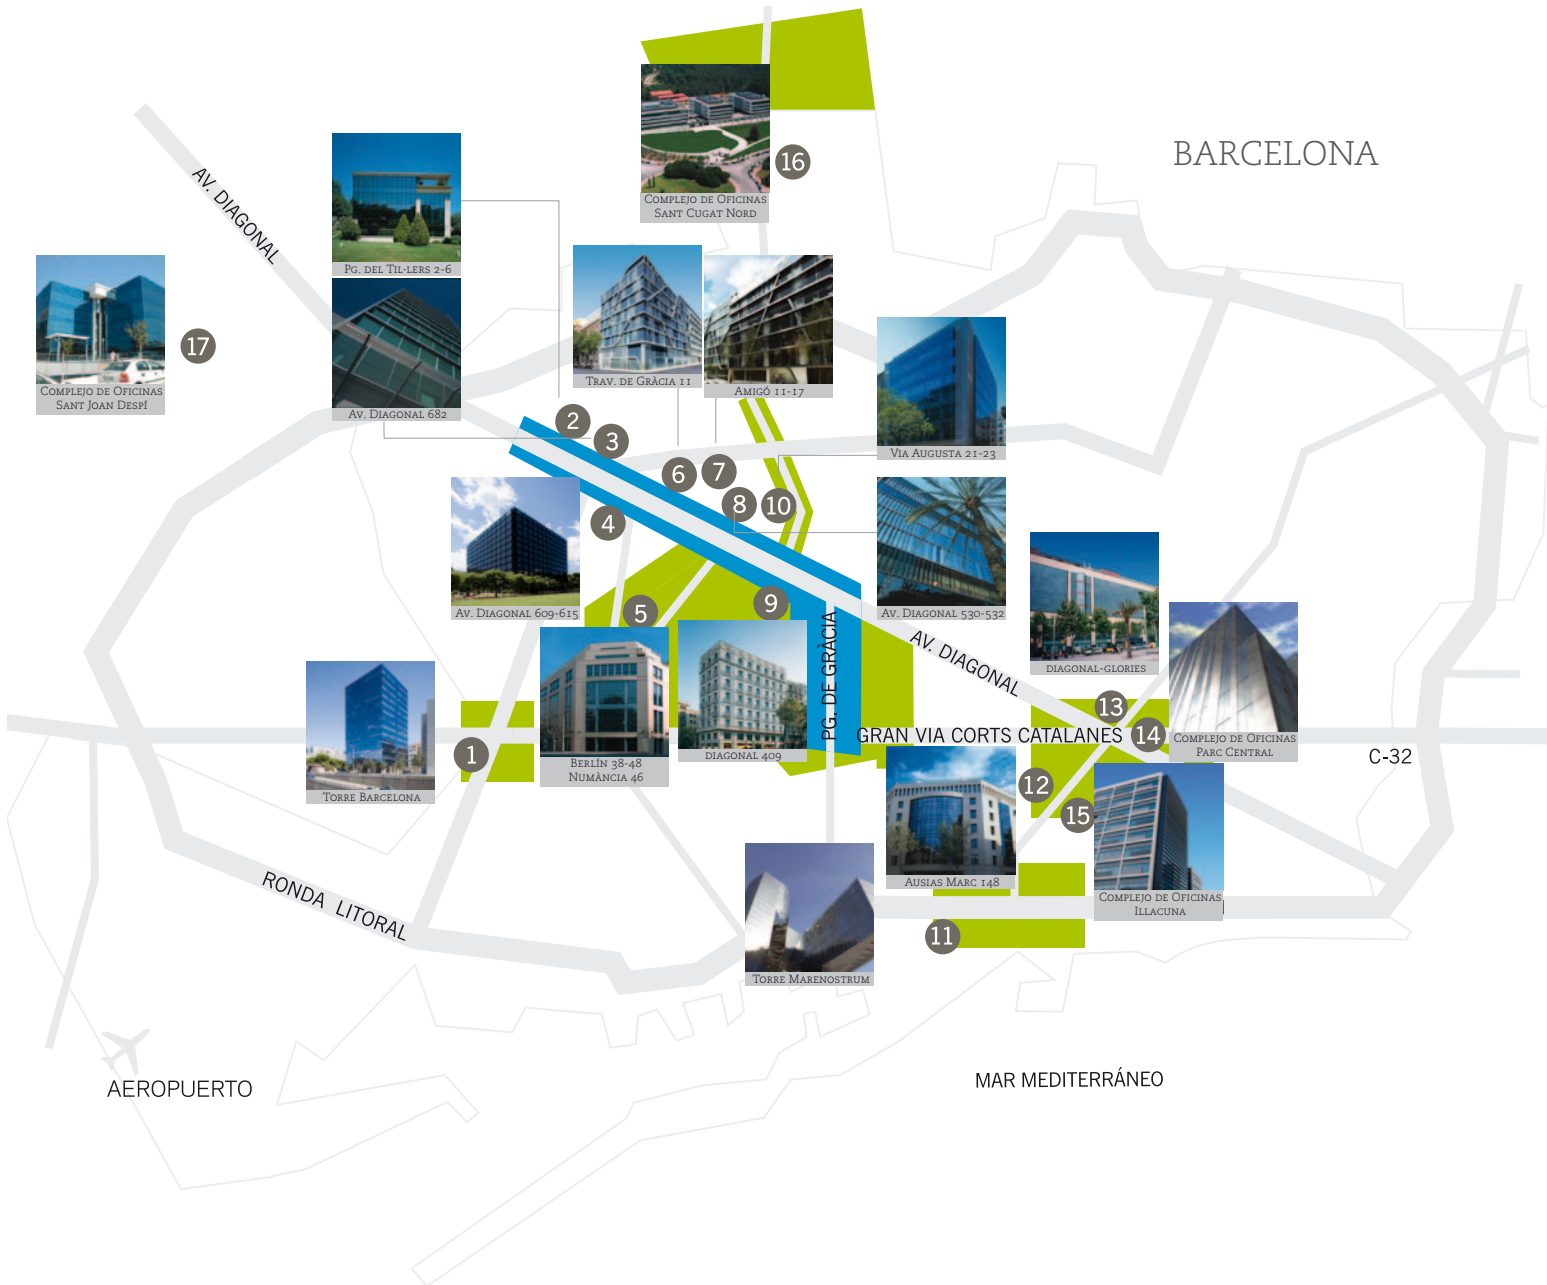 BARCELONA
16
AV. DIAGONAL
Complejo de Oficinas
Sant Cugat Nord
Pg. del Til·lers 2-6
17
Complejo de Oficinas
Sant Joan Despí
Trav. de Gràcia 11
Amigó 11-17
Av. Diagonal 682
2
3
Via Augusta 21-23
6
7
8
10
4
Av. Diagonal 609-615
5
9
Av. Diagonal 530-532
PG. DE GRÀCIA
AV. DIAGONAL
diagonal-glories
13
14
GRAN VIA CORTS CATALANES
Complejo de Oficinas
Parc Central
C-32
1
Torre Barcelona
Berlín 38-48
Numància 46
diagonal 409
12
15
Ausias Marc 148
Complejo de Oficinas
Illacuna
RONDA LITORAL
11
Torre Marenostrum
AEROPUERTO
MAR MEDITERRÁNEO